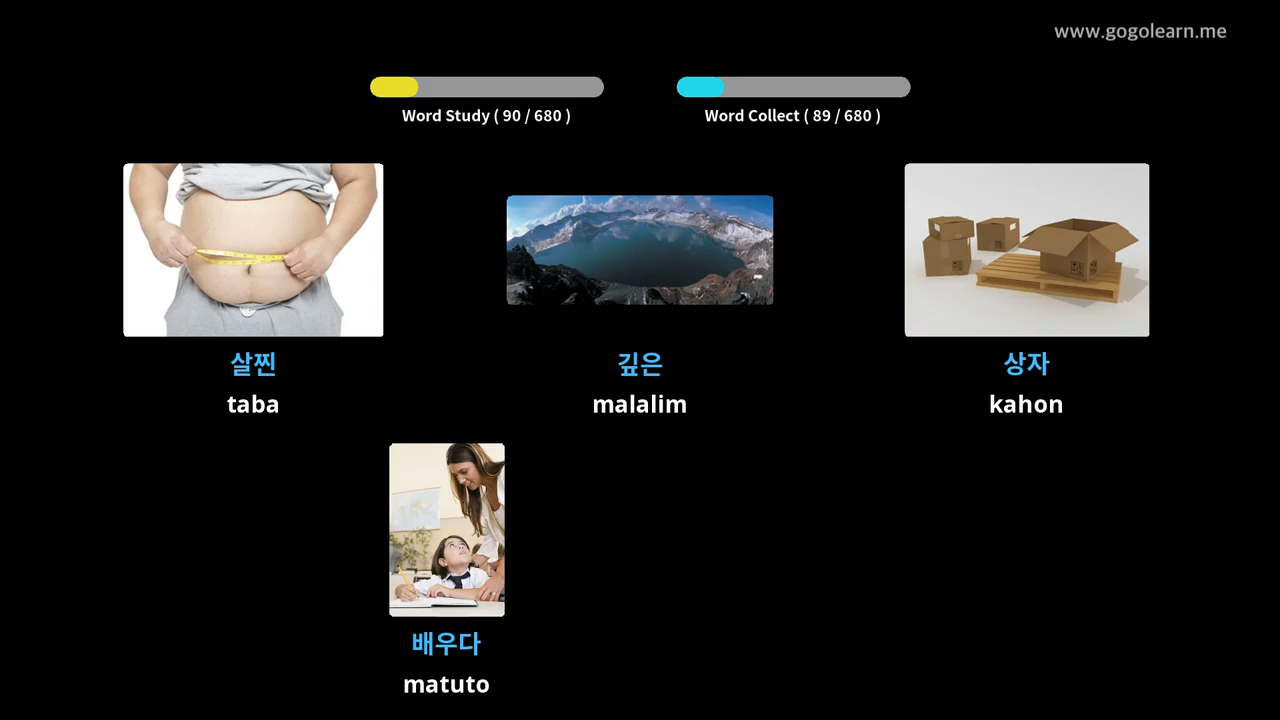 www.gogolearn.me
Word Study ( 90 / 680 )
Word Collect ( 89 / 680 )
살찐
taba
깊은
malalim
상자
kahon
배우다
matuto